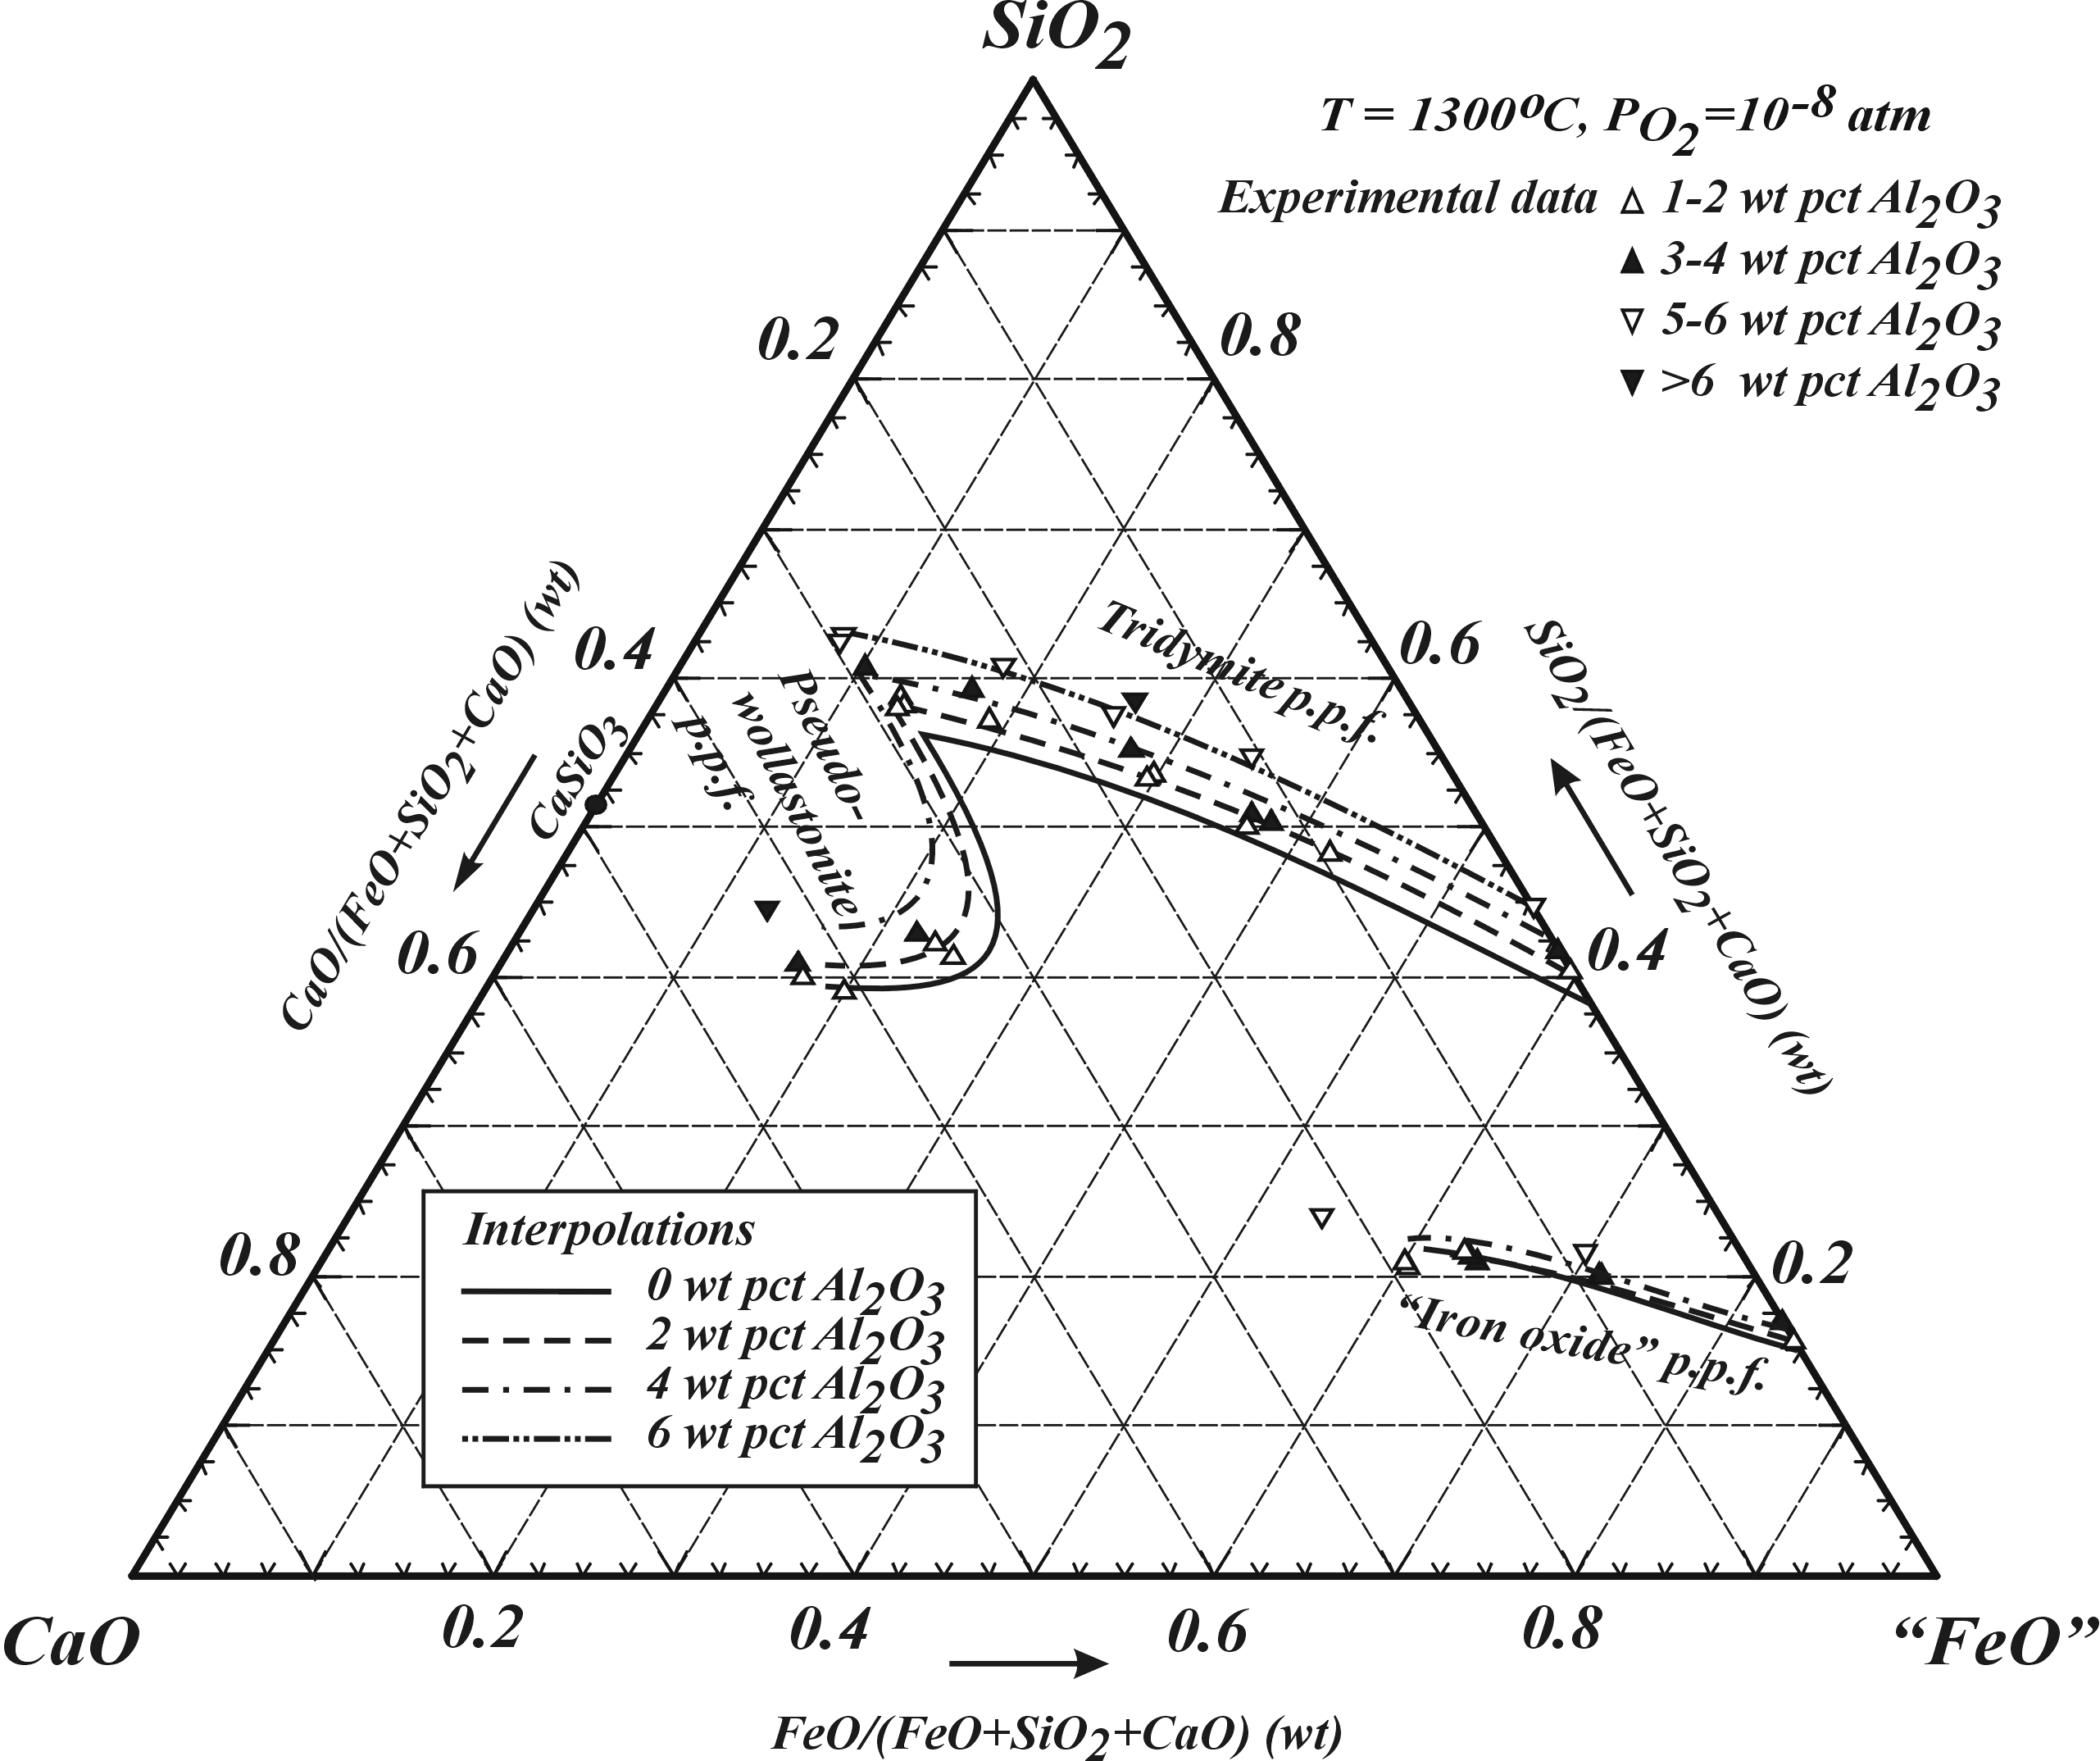 SiO2
T = 1300ºC, PO2=10-8 atm
Experimental data △ 1-2 wt pct Al2O3
▲ 3-4 wt pct Al2O3
▽ 5-6 wt pct Al2O3
▼ >6 wt pct Al2O3
0.2
0.8
0.4
0.6
CaO/(FeO+SiO2+CaO) (wt)
SiO2/(FeO+SiO2+CaO) (wt)
Tridymite p.p.f.
Pseudo-
wollastonite
p.p.f.
CaSiO3
0.6
0.4
0.8
0.2
"Iron oxide" p.p.f.
Interpolations
0 wt pct Al2O3
2 wt pct Al2O3
4 wt pct Al2O3
6 wt pct Al2O3
CaO
0.2
0.4
0.6
0.8
“FeO”
FeO/(FeO+SiO2+CaO) (wt)